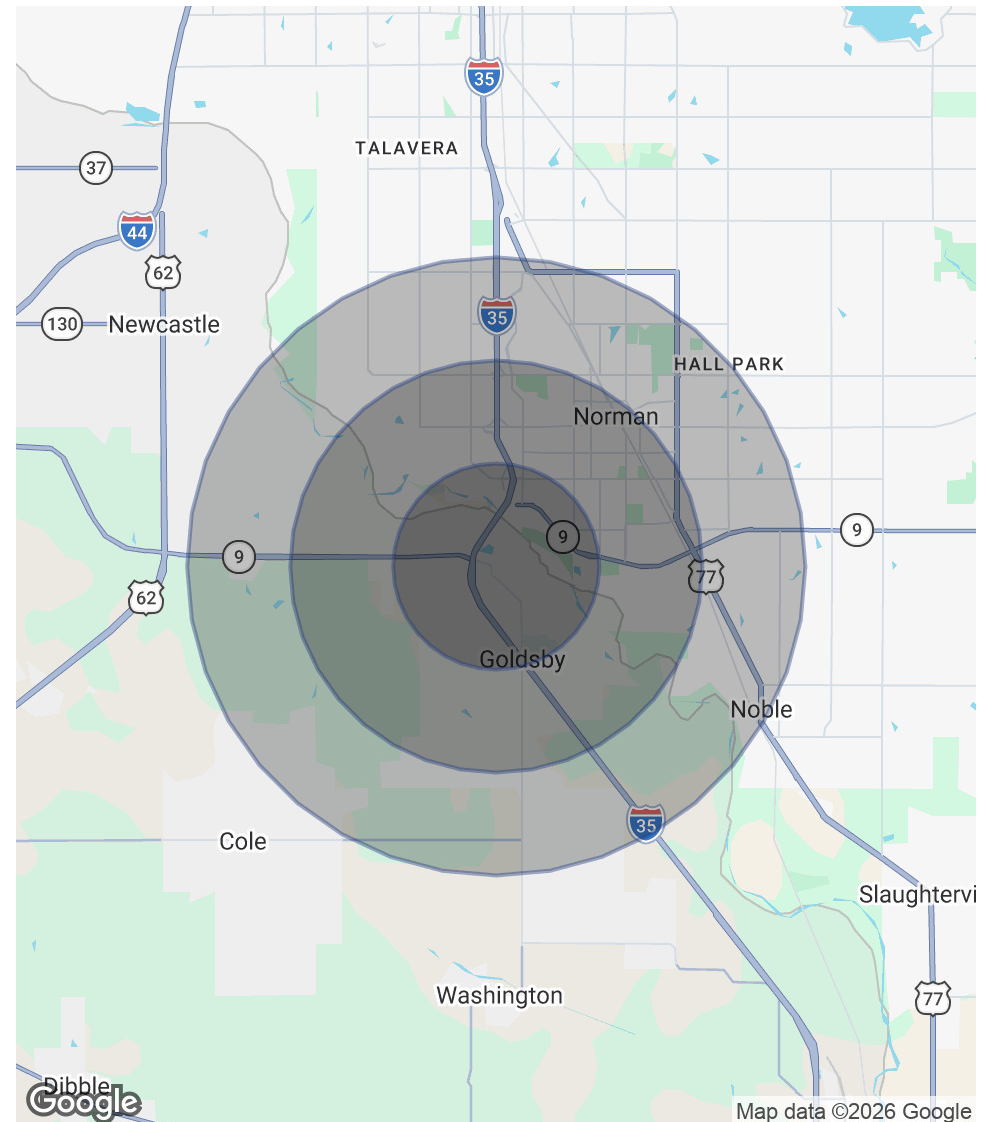 35
TALAVERA
37
44
62
35
130
Newcastle
HALL PARK
Norman
9
9
9
77
62
Goldsby
Noble
35
Cole
Slaughtervi
Washington
77
Dibble
Google
Map data ©2026 Google